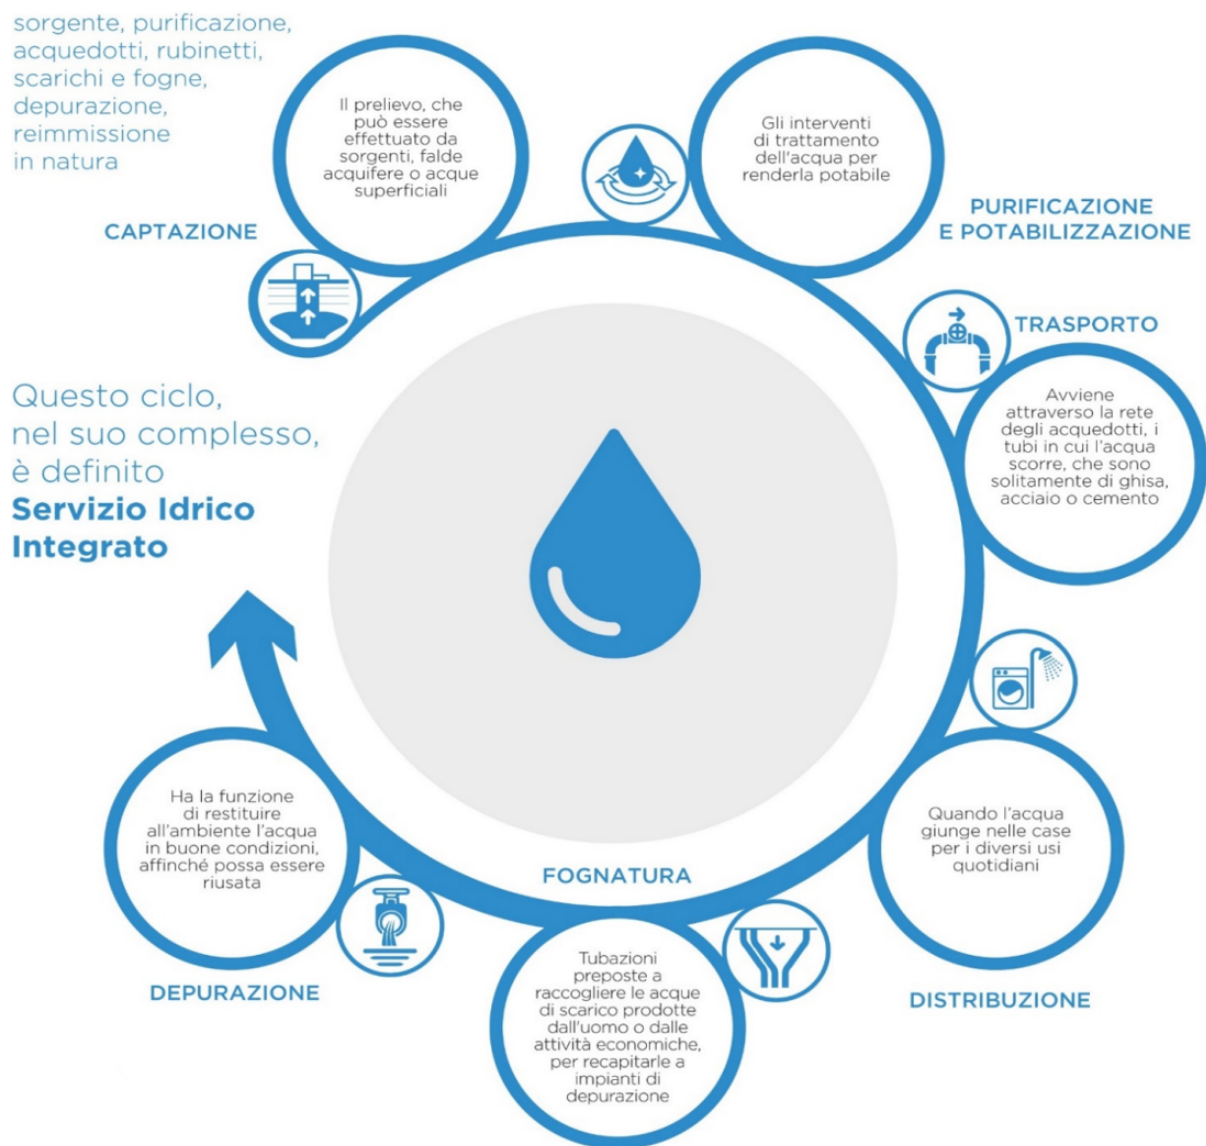 sorgente, purificazione,
acquedotti, rubinetti,
scarichi e fogne,
depurazione,
reimmissione
in natura
CAPTAZIONE
Il prelievo, che
può essere
effettuato da
sorgenti, falde
acquifere o acque
superficiali
Gli interventi
di trattamento
dell'acqua per
renderla potabile
PURIFICAZIONE
E POTABILIZZAZIONE
TRASPORTO
Avviene
attraverso la rete
degli acquedotti, i
tubi in cui l'acqua
scorre, che sono
solitamente di ghisa,
acciaio o cemento
Questo ciclo,
nel suo complesso,
è definito
Servizio Idrico
Integrato
Quando l'acqua
giunge nelle case
per i diversi usi
quotidiani
DISTRIBUZIONE
FOGNATURA
Tubazioni
preposte a
raccogliere le acque
di scarico prodotte
dall'uomo o dalle
attività economiche,
per recapitarle a
impianti di
depurazione
Ha la funzione
di restituire
all'ambiente l'acqua
in buone condizioni,
affinché possa essere
riusata
DEPURAZIONE